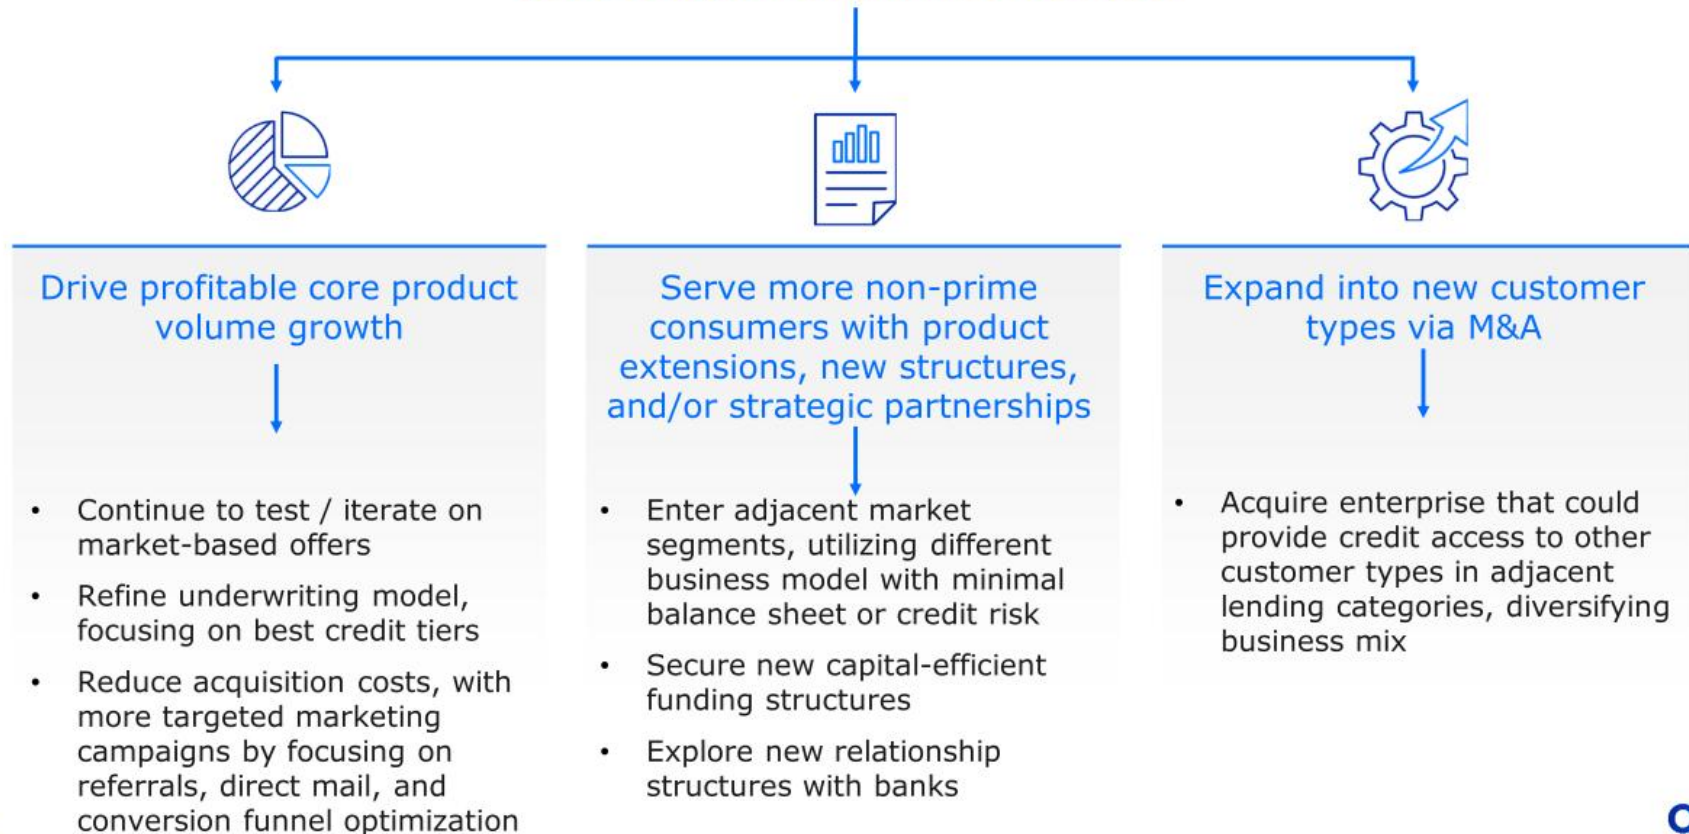 Drive profitable core product
volume growth
• Continue to test / iterate on
market-based offers
• Refine underwriting model,
focusing on best credit tiers
• Reduce acquisition costs, with
more targeted marketing
campaigns by focusing on
referrals, direct mail, and
conversion funnel optimization
Serve more non-prime
consumers with product
extensions, new structures,
and/or strategic partnerships
• Enter adjacent market
segments, utilizing different
business model with minimal
balance sheet or credit risk
• Secure new capital-efficient
funding structures
• Explore new relationship
structures with banks
Expand into new customer
types via M&A
• Acquire enterprise that could
provide credit access to other
customer types in adjacent
lending categories, diversifying
business mix